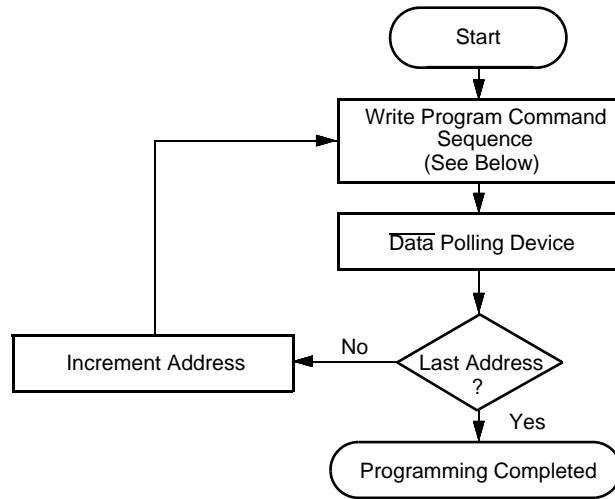 Start
Write Program Command
Sequence
(See Below)
Data Polling Device
Increment Address
No
Last Address
?
Yes
Programming Completed